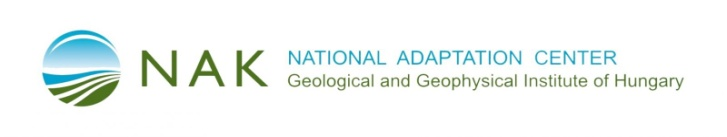 NAK
NATIONAL ADAPTATION CENTER
Geological and Geophysical Institute of Hungary